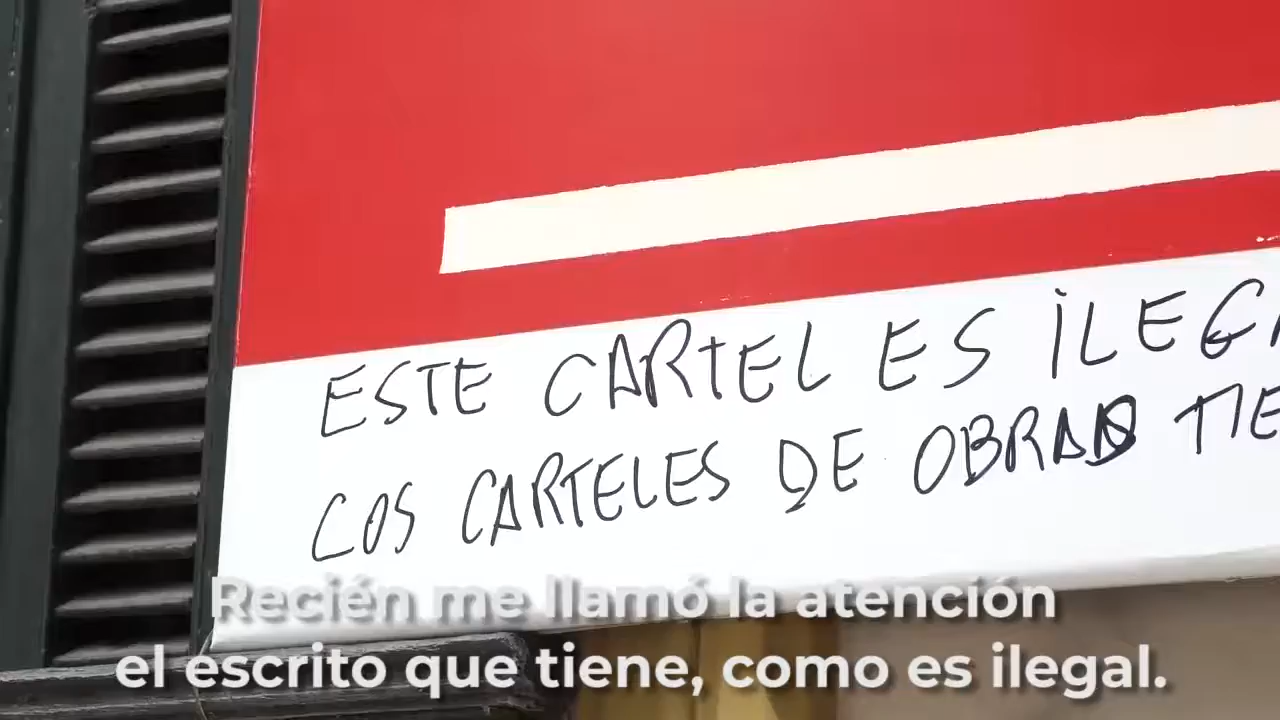 ESTE CARTEL ES ILEGA
LOS CARTELES DE OBRAS TIE
Recién me llamó la atención
el escrito que tiene, como es ilegal.